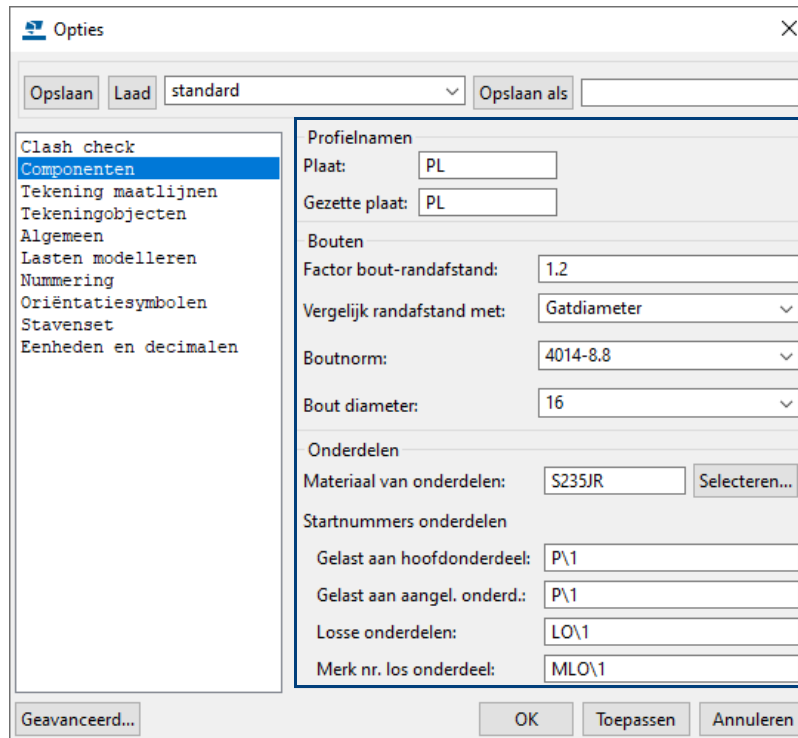 Opties
Opslaan Laad standard Opslaan als
Clash check
Componenten
Tekening maatlijnen
Tekeningobjecten
Algemeen
Lasten modelleren
Nummering
Oriëntatiesymbolen
Stavenset
Eenheden en decimalen
Profielnamen
Plaat: PL
Gezette plaat: PL
Bouten
Factor bout-randafstand: 1.2
Vergelijk randafstand met: Gatdiameter
Boutnorm: 4014-8.8
Bout diameter: 16
Onderdelen
Materiaal van onderdelen: S235JR Selecteren...
Startnummers onderdelen
Gelast aan hoofdonderdeel: P\1
Gelast aan aangel. onderd.: P\1
Losse onderdelen: LO\1
Merk nr. los onderdeel: MLO\1
Geavanceerd... OK Toepassen Annuleren